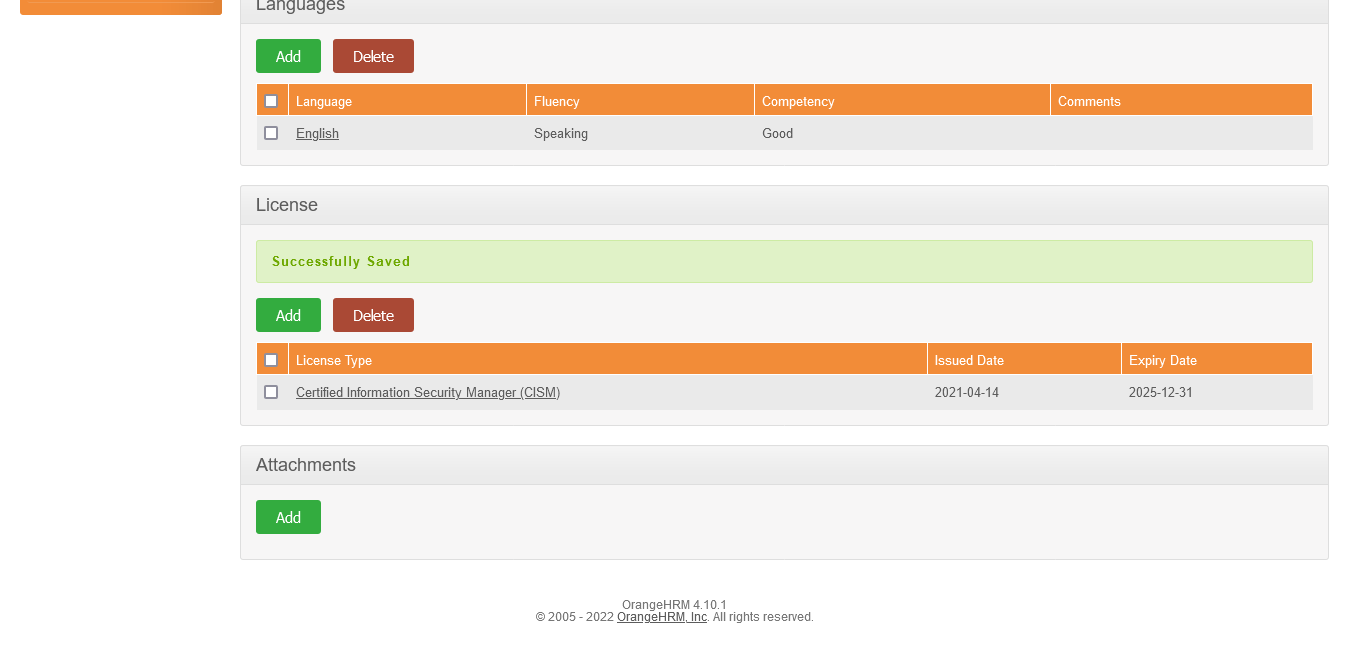 Languages
Add Delete
Language Fluency Competency Comments
English Speaking Good
License
Successfully Saved
Add Delete
License Type Issued Date Expiry Date
Certified Information Security Manager (CISM) 2021-04-14 2025-12-31
Attachments
Add
OrangeHRM 4.10.1
© 2005 - 2022 OrangeHRM, Inc. All rights reserved.